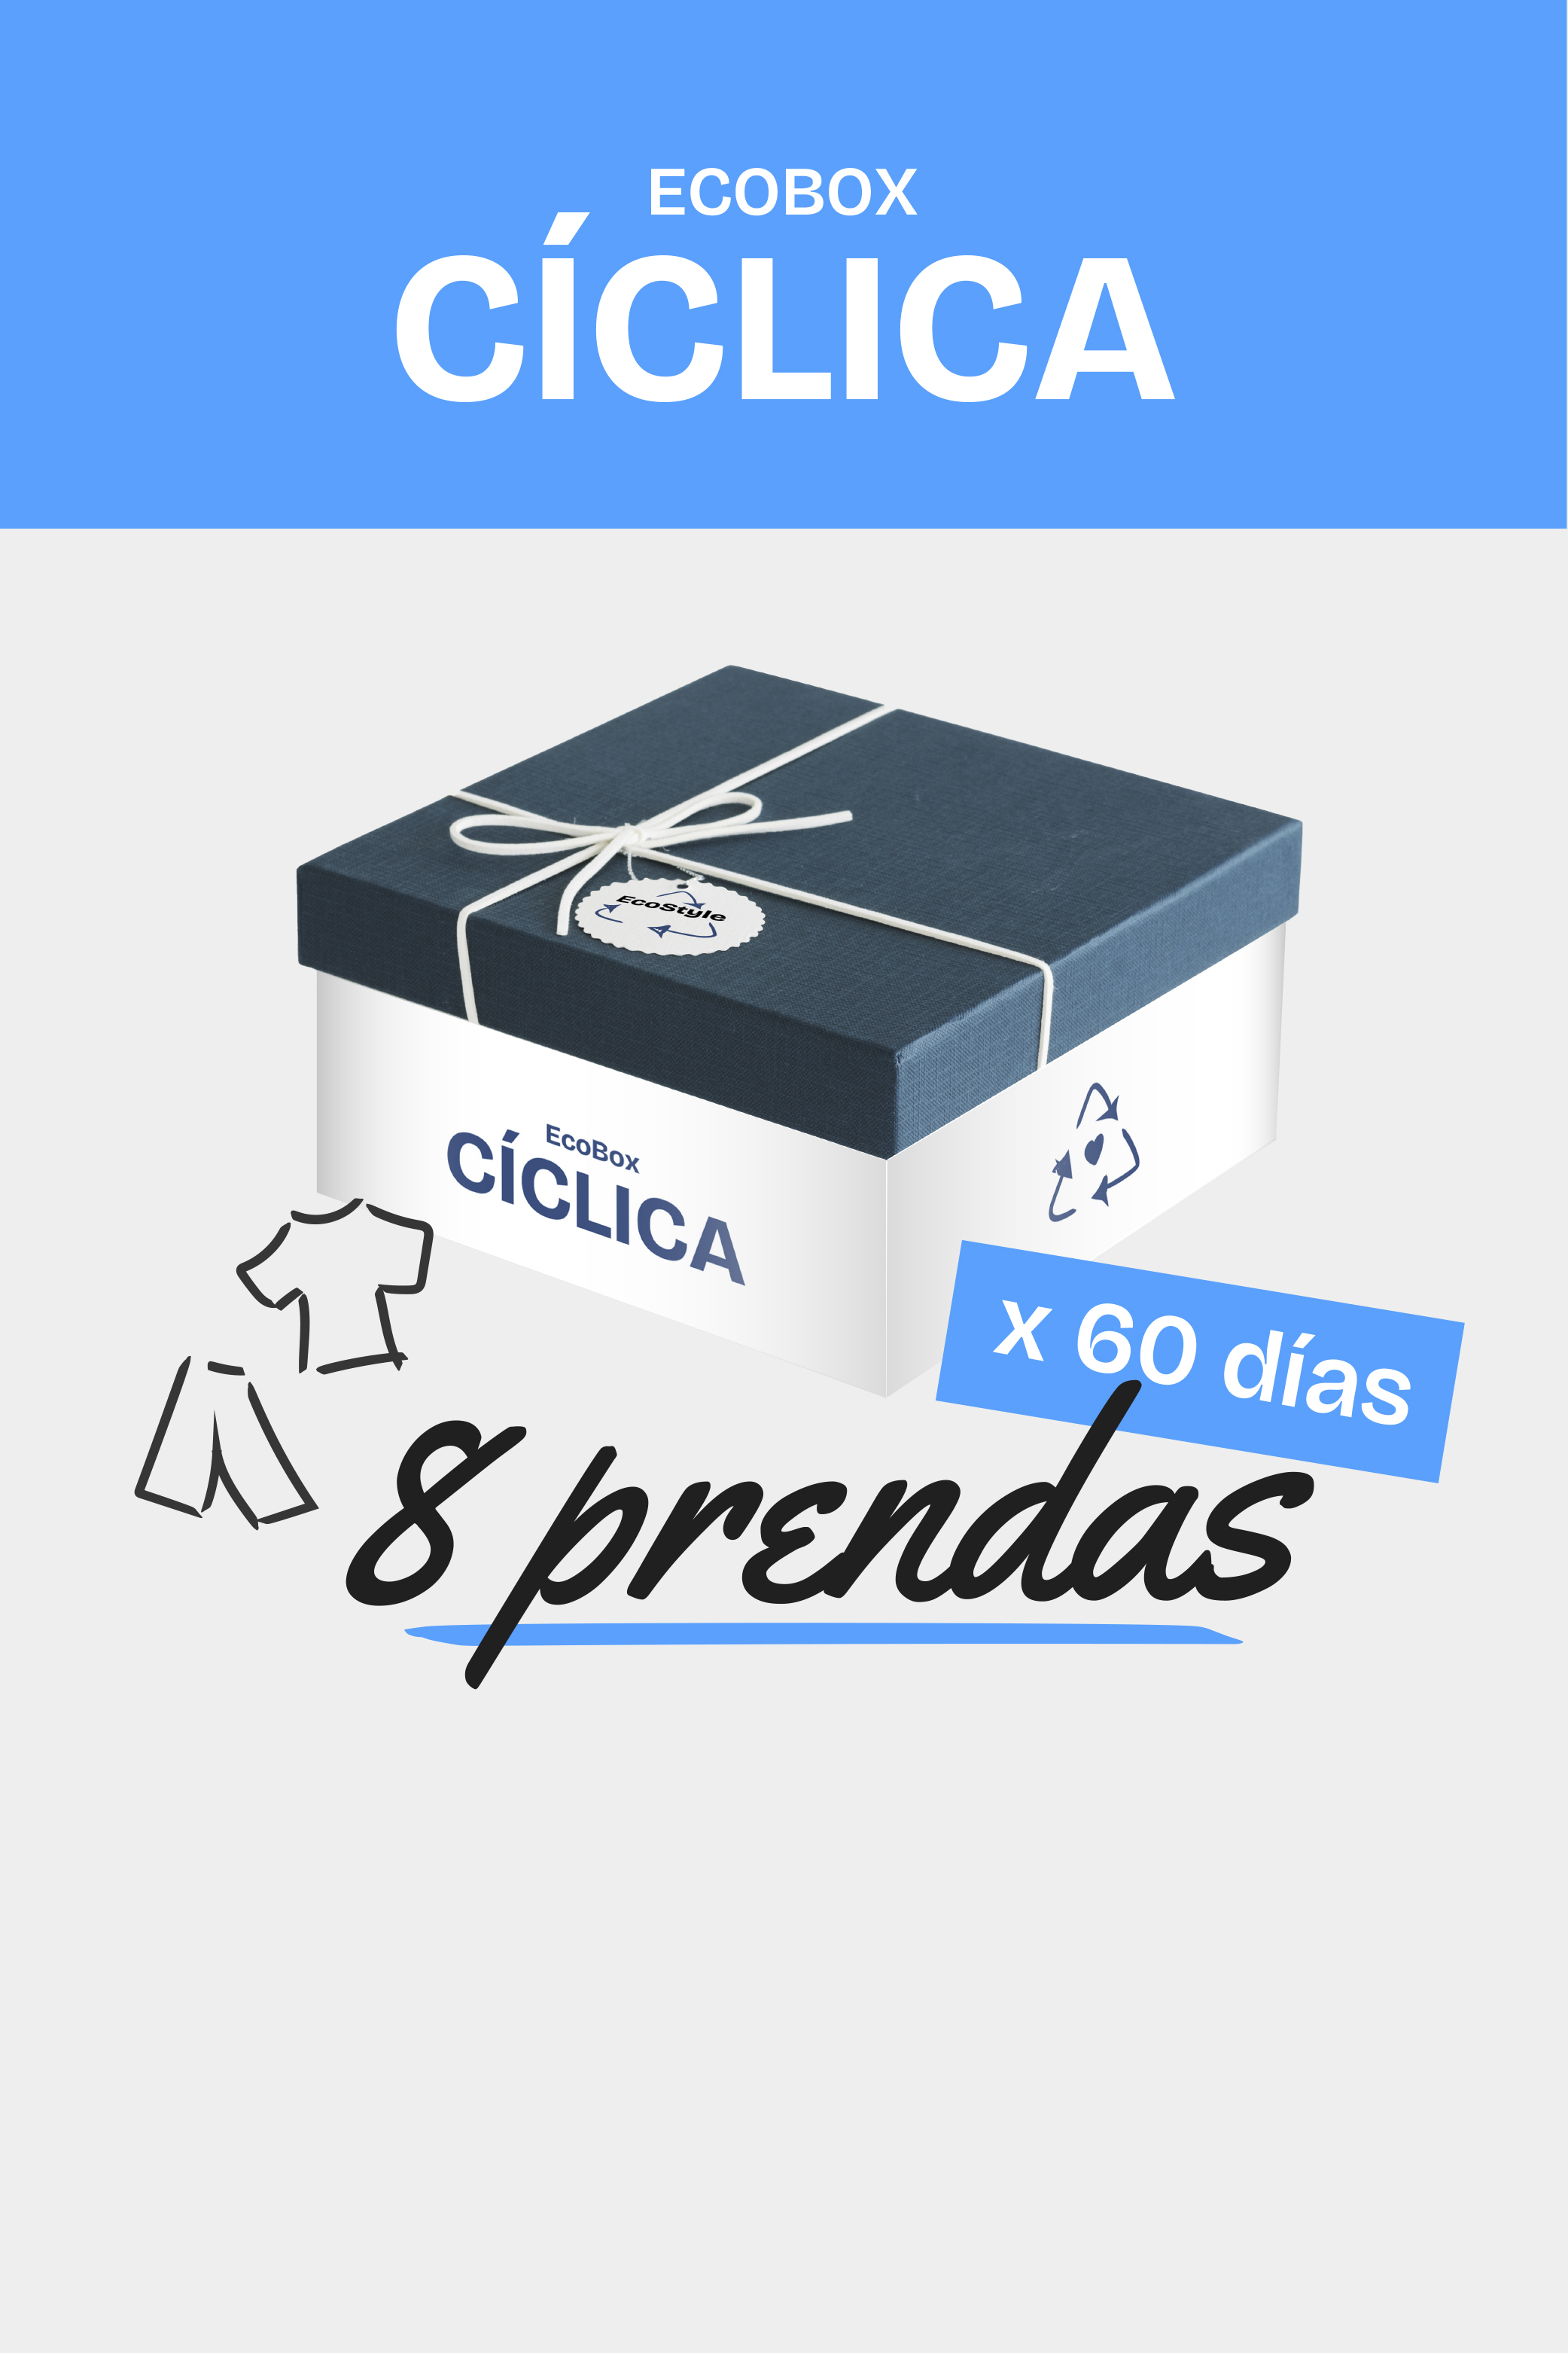 ECOBOX
CÍCLICA
EcoStyle
EcoBox
CÍCLICA
x 60 días
8 prendas